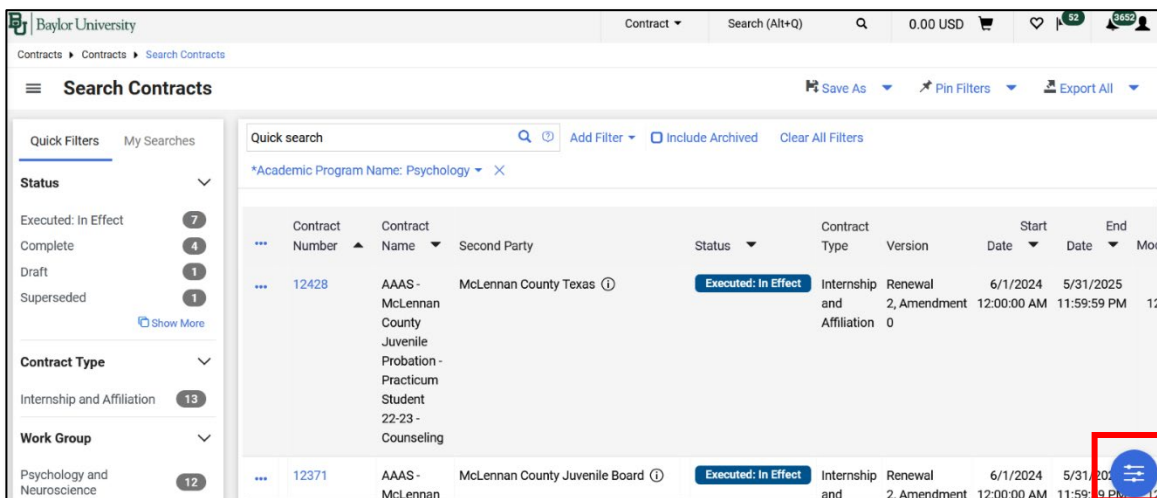 BU Baylor University
Contract
Search (Alt+Q)
0.00 USD
52
3652
Contracts Contracts Search Contracts
Search Contracts
Save As
Pin Filters
Export All
Quick Filters
My Searches
Status
Executed: In Effect 7
Complete 4
Draft 1
Superseded 1
Show More
Contract Type
Internship and Affiliation 13
Work Group
Psychology and
Neuroscience
12
Quick search
Add Filter
Include Archived
Clear All Filters
*Academic Program Name: Psychology
Contract
Number
Contract
Name
Second Party
Status
Contract
Type
Version
Start
Date
End
Date
12428
AAAS -
McLennan
County
Juvenile
Probation -
Practicum
Student
22-23 -
Counseling
McLennan County Texas
Executed: In Effect
Internship
and
Affiliation
Renewal
2, Amendment
0
6/1/2024
12:00:00 AM
5/31/2025
11:59:59 PM
12371
AAAS -
McLennan
McLennan County Juvenile Board
Executed: In Effect
Internship
and
Renewal
2, Amendment
6/1/2024
12:00:00 AM